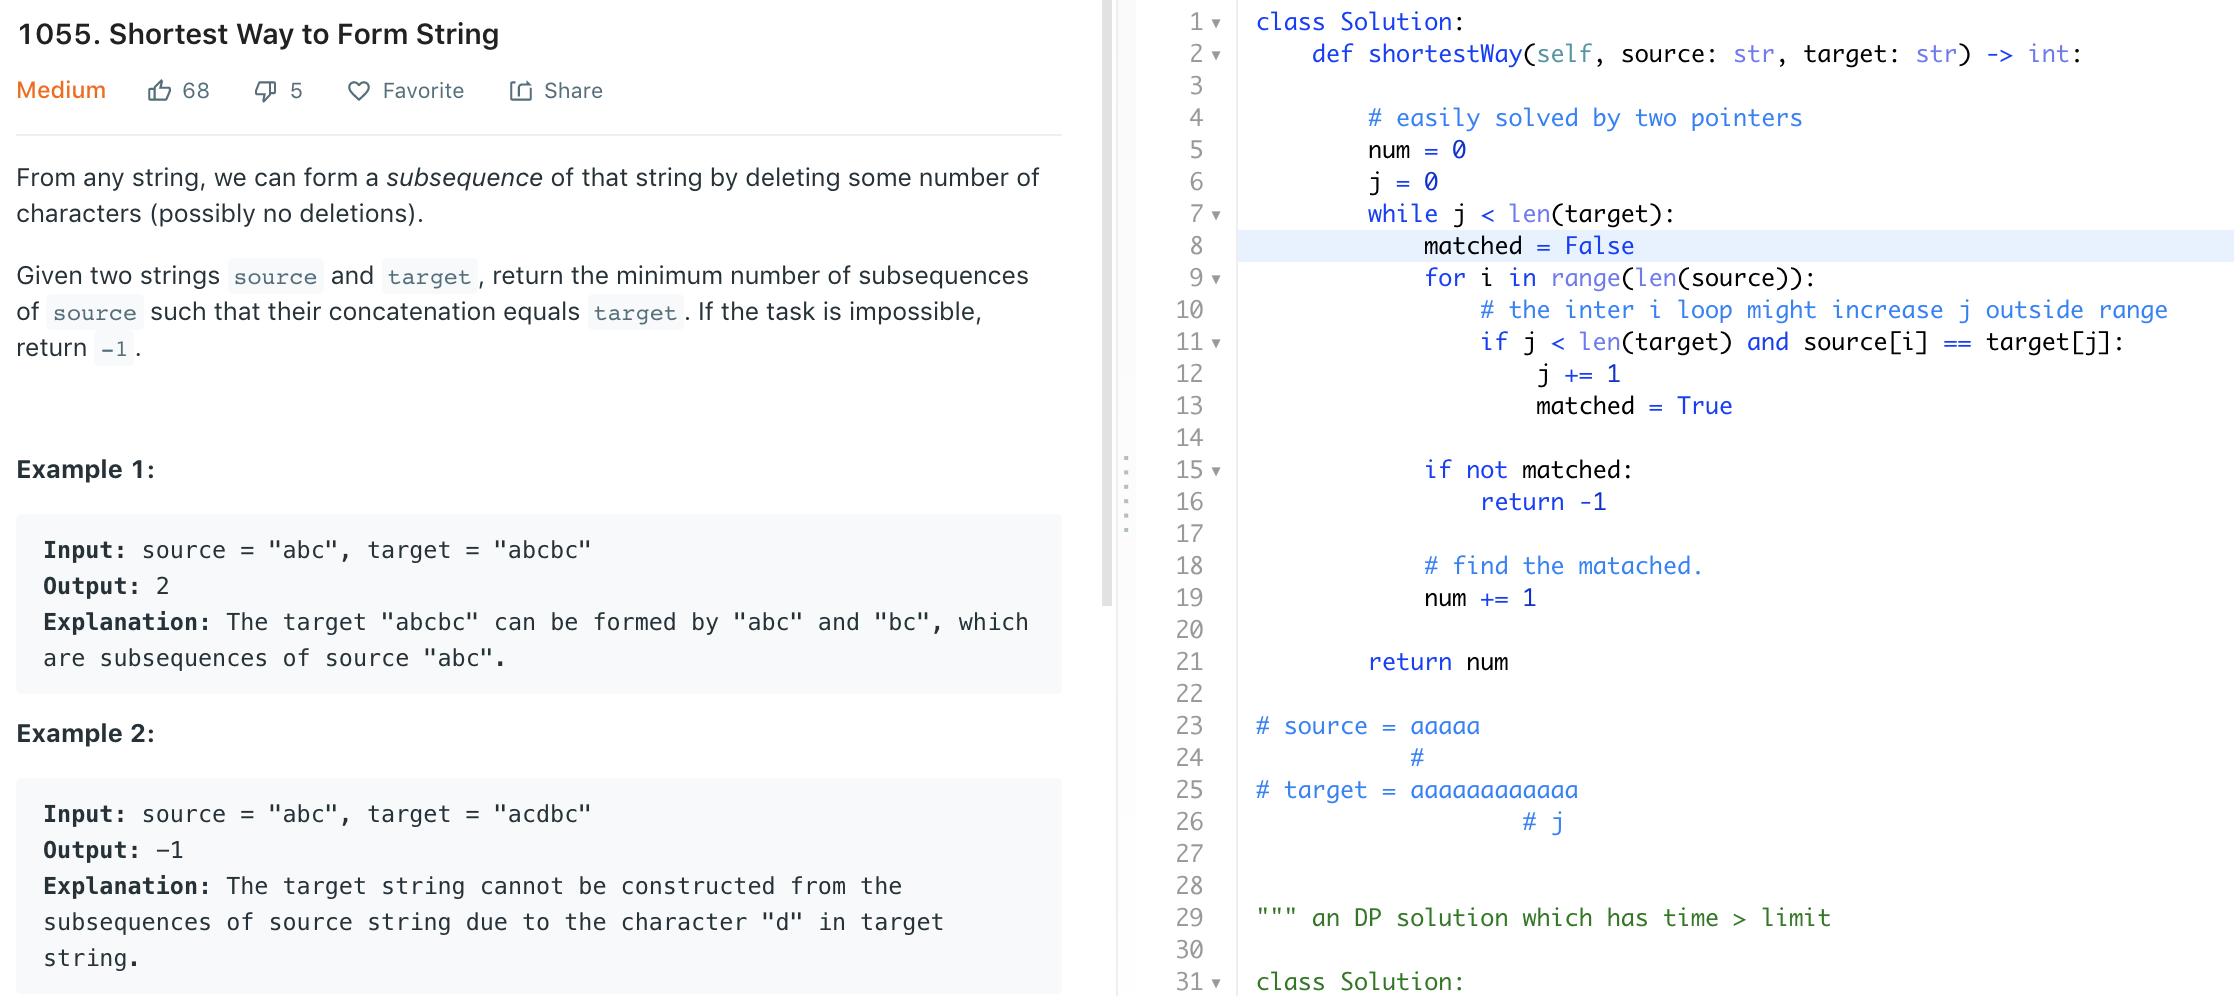 1055. Shortest Way to Form String
Medium 68 5 Favorite Share
From any string, we can form a subsequence of that string by deleting some number of
characters (possibly no deletions).
Given two strings source and target, return the minimum number of subsequences
of source such that their concatenation equals target. If the task is impossible,
return -1.
Example 1:
Input: source = "abc", target = "abcbc"
Output: 2
Explanation: The target "abcbc" can be formed by "abc" and "bc", which
are subsequences of source "abc".
Example 2:
Input: source = "abc", target = "acdbc"
Output: -1
Explanation: The target string cannot be constructed from the
subsequences of source string due to the character "d" in target
string.
1 class Solution:
2 def shortestWay(self, source: str, target: str) -> int:
3
4 # easily solved by two pointers
5 num = 0
6 j = 0
7 while j < len(target):
8 matched = False
9 for i in range(len(source)):
10 # the inter i loop might increase j outside range
11 if j < len(target) and source[i] == target[j]:
12 j += 1
13 matched = True
14
15 if not matched:
16 return -1
17
18 # find the matached.
19 num += 1
20
21 return num
22
23 # source = aaaaa
24 #
25 # target = aaaaaaaaaaaa
26 # j
27
28
29 """ an DP solution which has time > limit
30
31 class Solution: